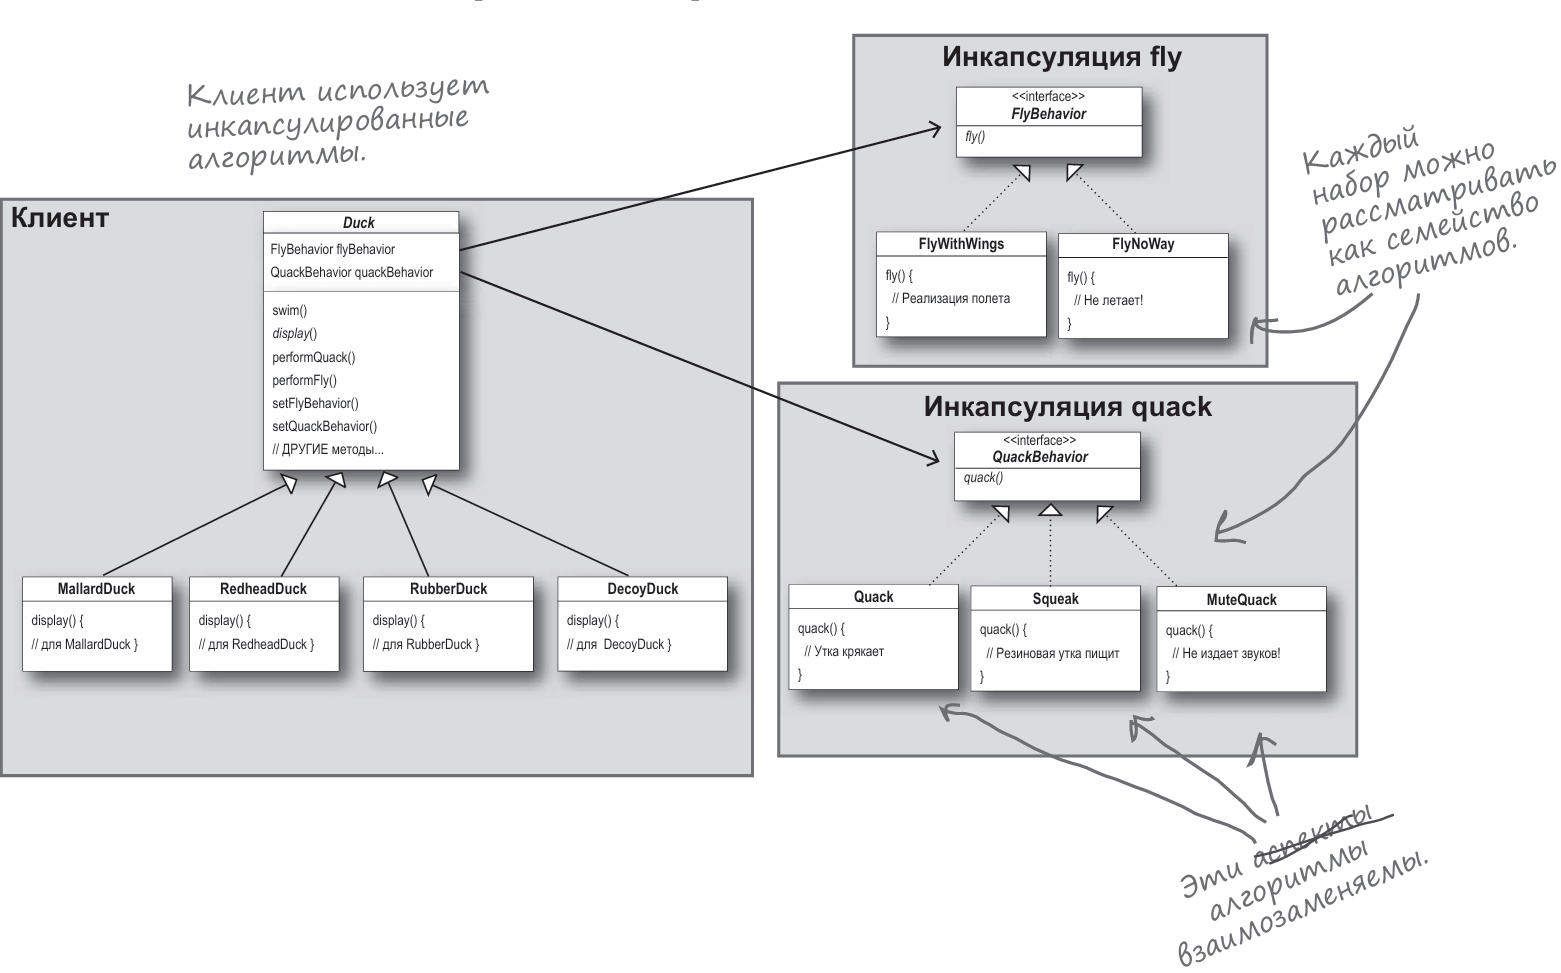 Клиент использует
инкапсулированные
алгоритмы.
Клиент
Duck
FlyBehavior flyBehavior
QuackBehavior quackBehavior
swim()
display()
performQuack()
performFly()
setFlyBehavior()
setQuackBehavior()
// ДРУГИЕ методы...
MallardDuck
display() {
// для MallardDuck }
RedheadDuck
display() {
// для RedheadDuck }
RubberDuck
display() {
// для RubberDuck }
DecoyDuck
display() {
// для DecoyDuck }
Инкапсуляция fly
<<interface>>
FlyBehavior
fly()
FlyWithWings
fly() {
// Реализация полета
}
FlyNoWay
fly() {
// Не летает!
}
Каждый
набор можно
рассматривать
как семейство
алгоритмов.
Инкапсуляция quack
<<interface>>
QuackBehavior
quack()
Quack
quack() {
// Утка крякает
}
Squeak
quack() {
// Резиновая утка пищит
}
MuteQuack
quack() {
// Не издает звуков!
}
Эти аспекты
алгоритмы
взаимозаменяемы.